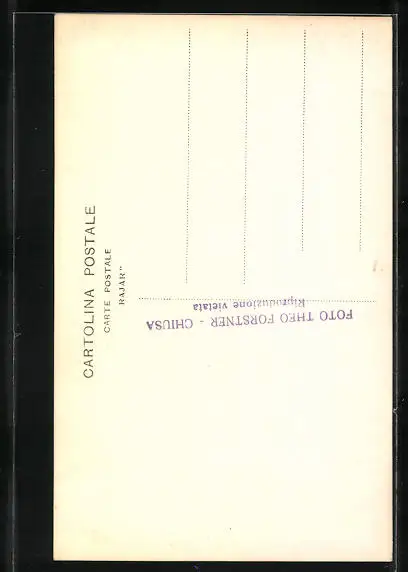 CARTOLINA POSTALE
CARTE POSTALE
RAJAR"
FOTO THEO FORSTNER - CHIUSA
Riproduzione vietata